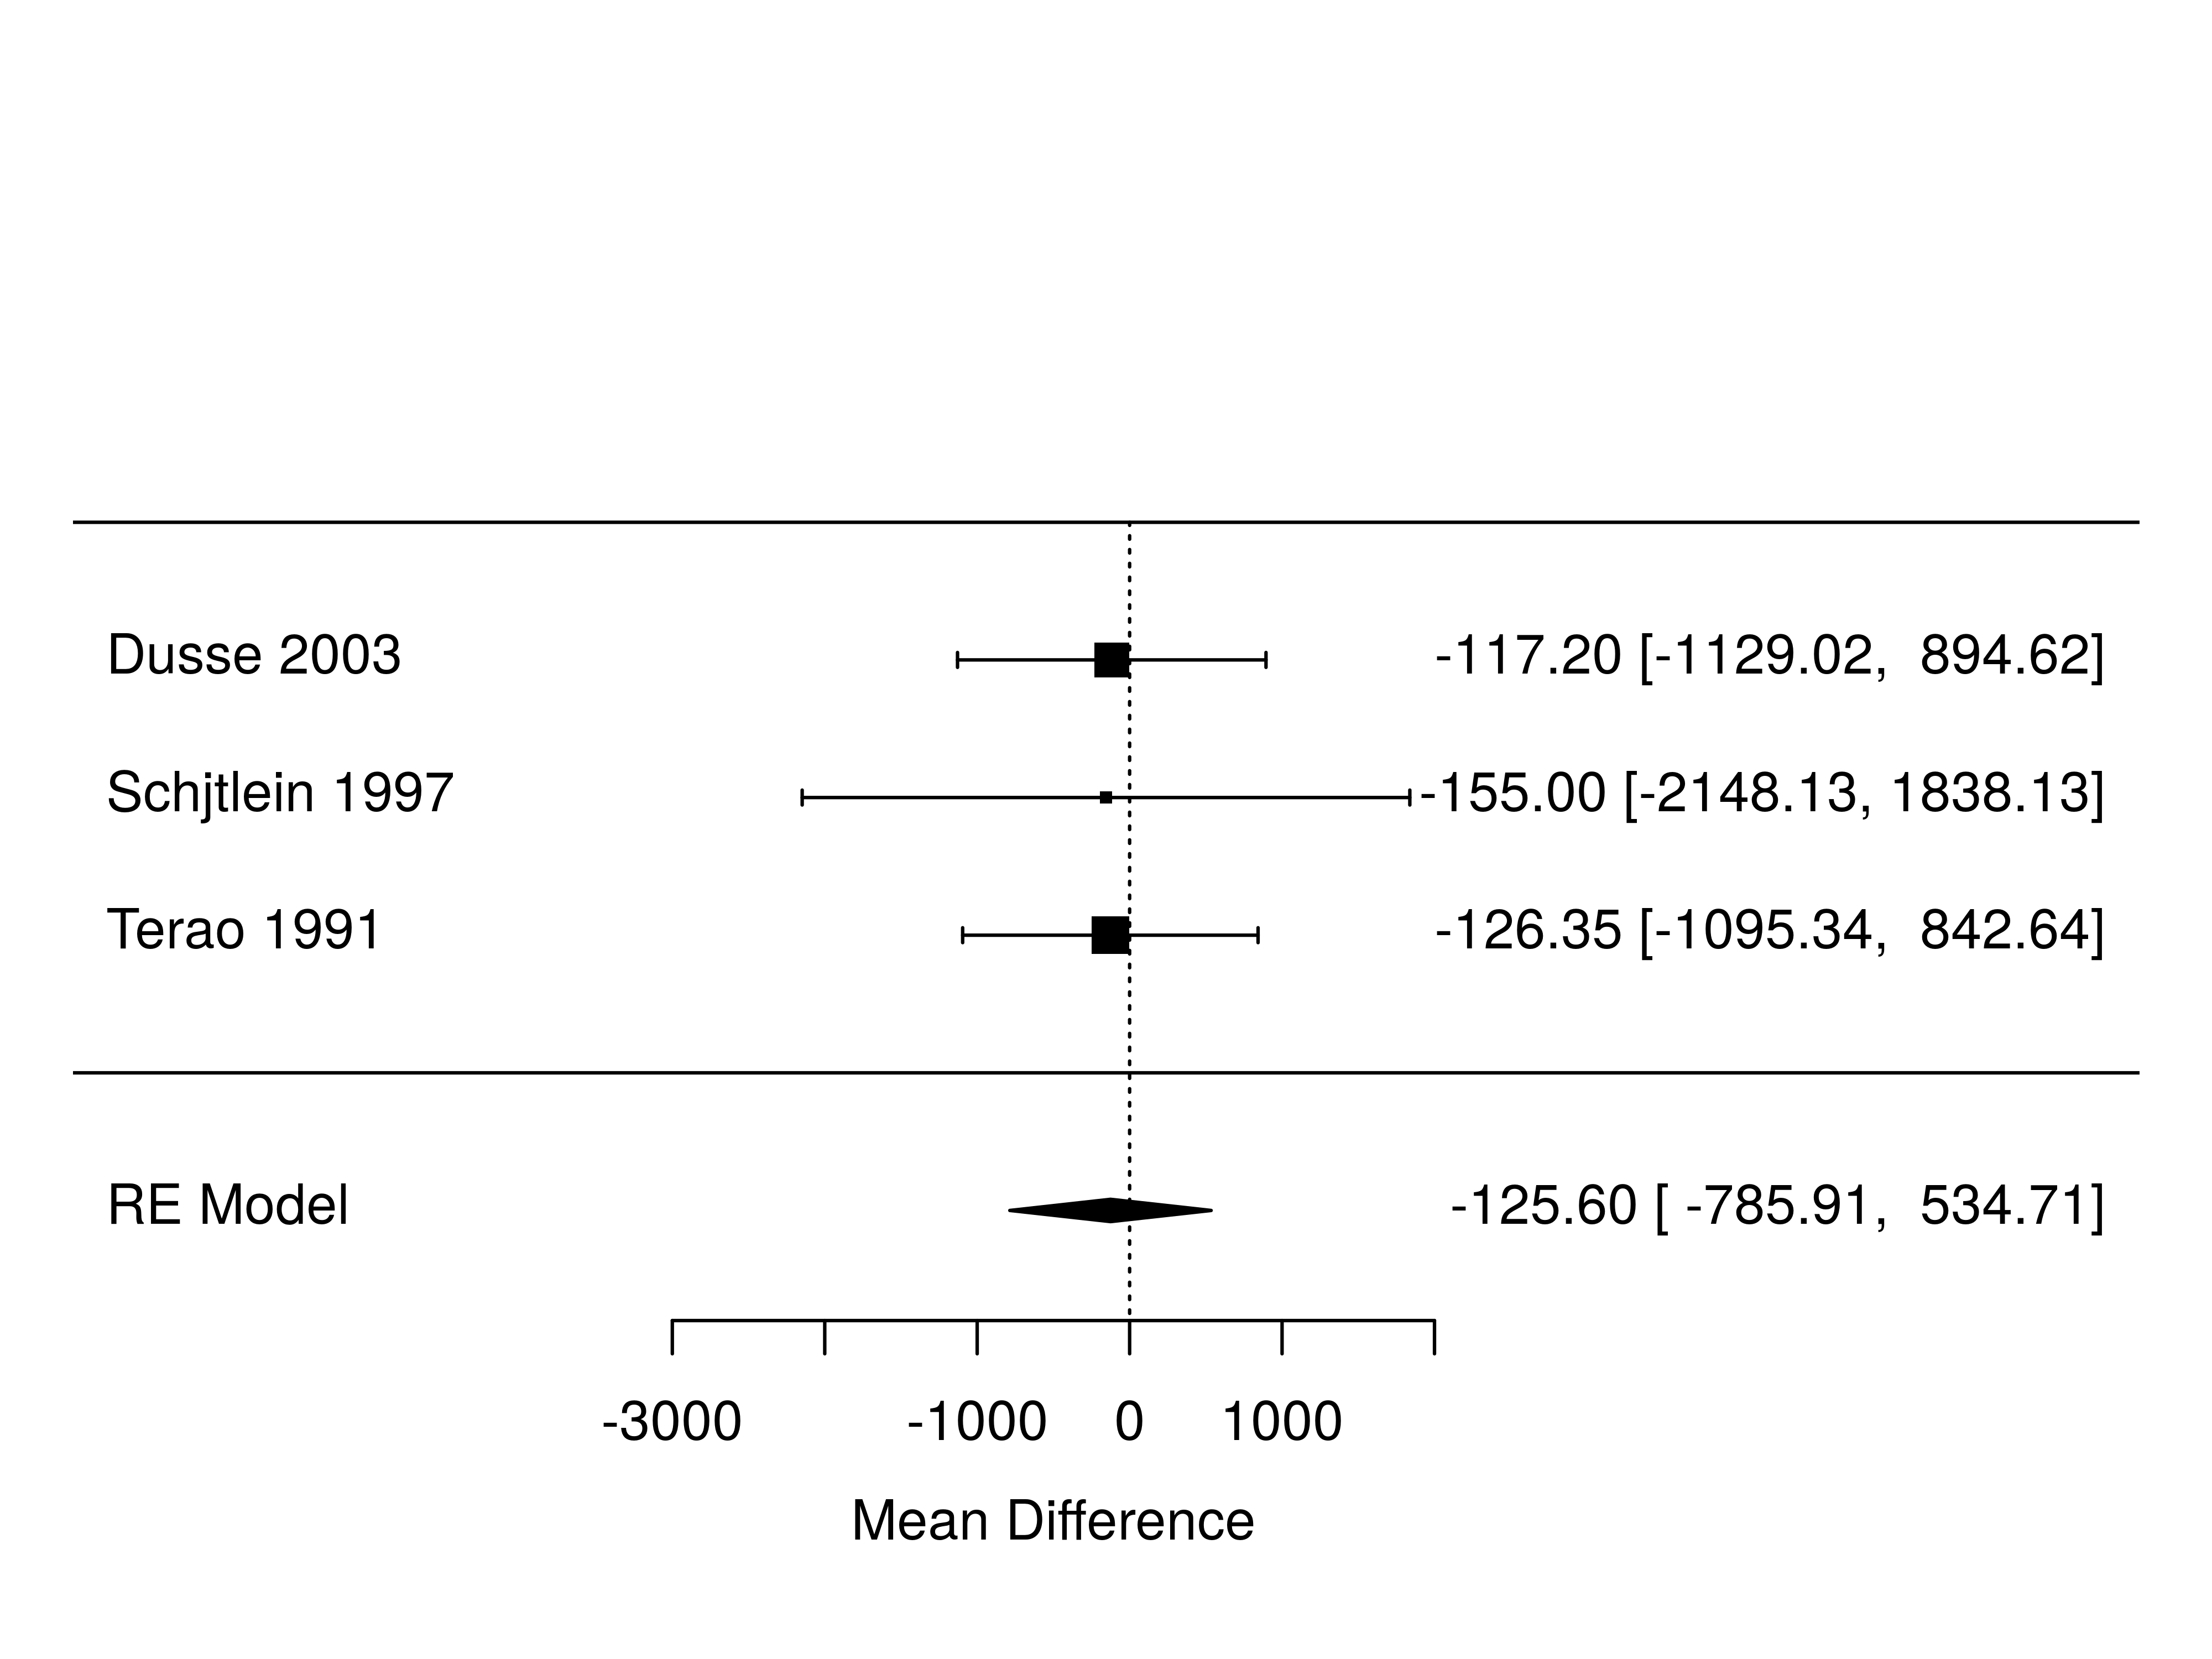 Dusse 2003 -117.20 [-1129.02, 894.62]
Schjtlein 1997 -155.00 [-2148.13, 1838.13]
Terao 1991 -126.35 [-1095.34, 842.64]
RE Model -125.60 [ -785.91, 534.71]
-3000 -1000 0 1000
Mean Difference